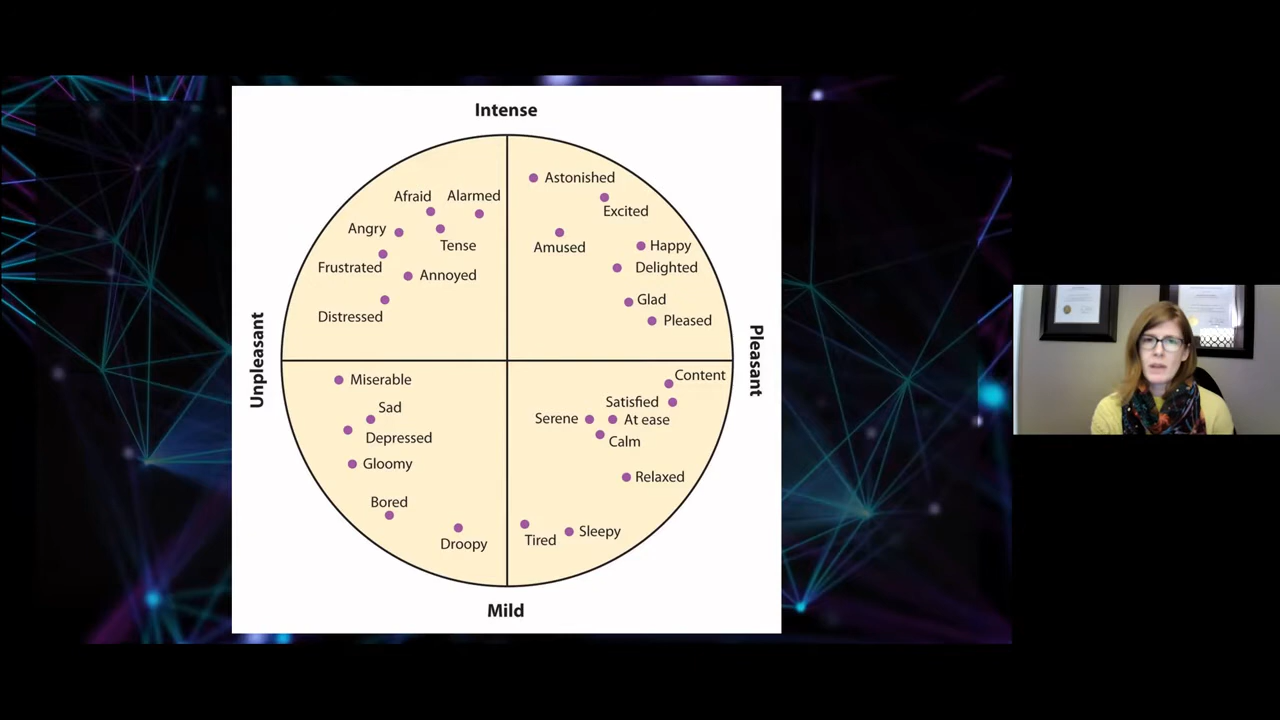 Intense
Astonished
Afraid
Alarmed
Excited
Angry
Tense
Amused
Happy
Frustrated
Annoyed
Delighted
Glad
Distressed
Pleased
Unpleasant
Pleasant
Miserable
Content
Sad
Satisfied
Serene
At ease
Depressed
Calm
Gloomy
Relaxed
Bored
Droopy
Tired
Sleepy
Mild